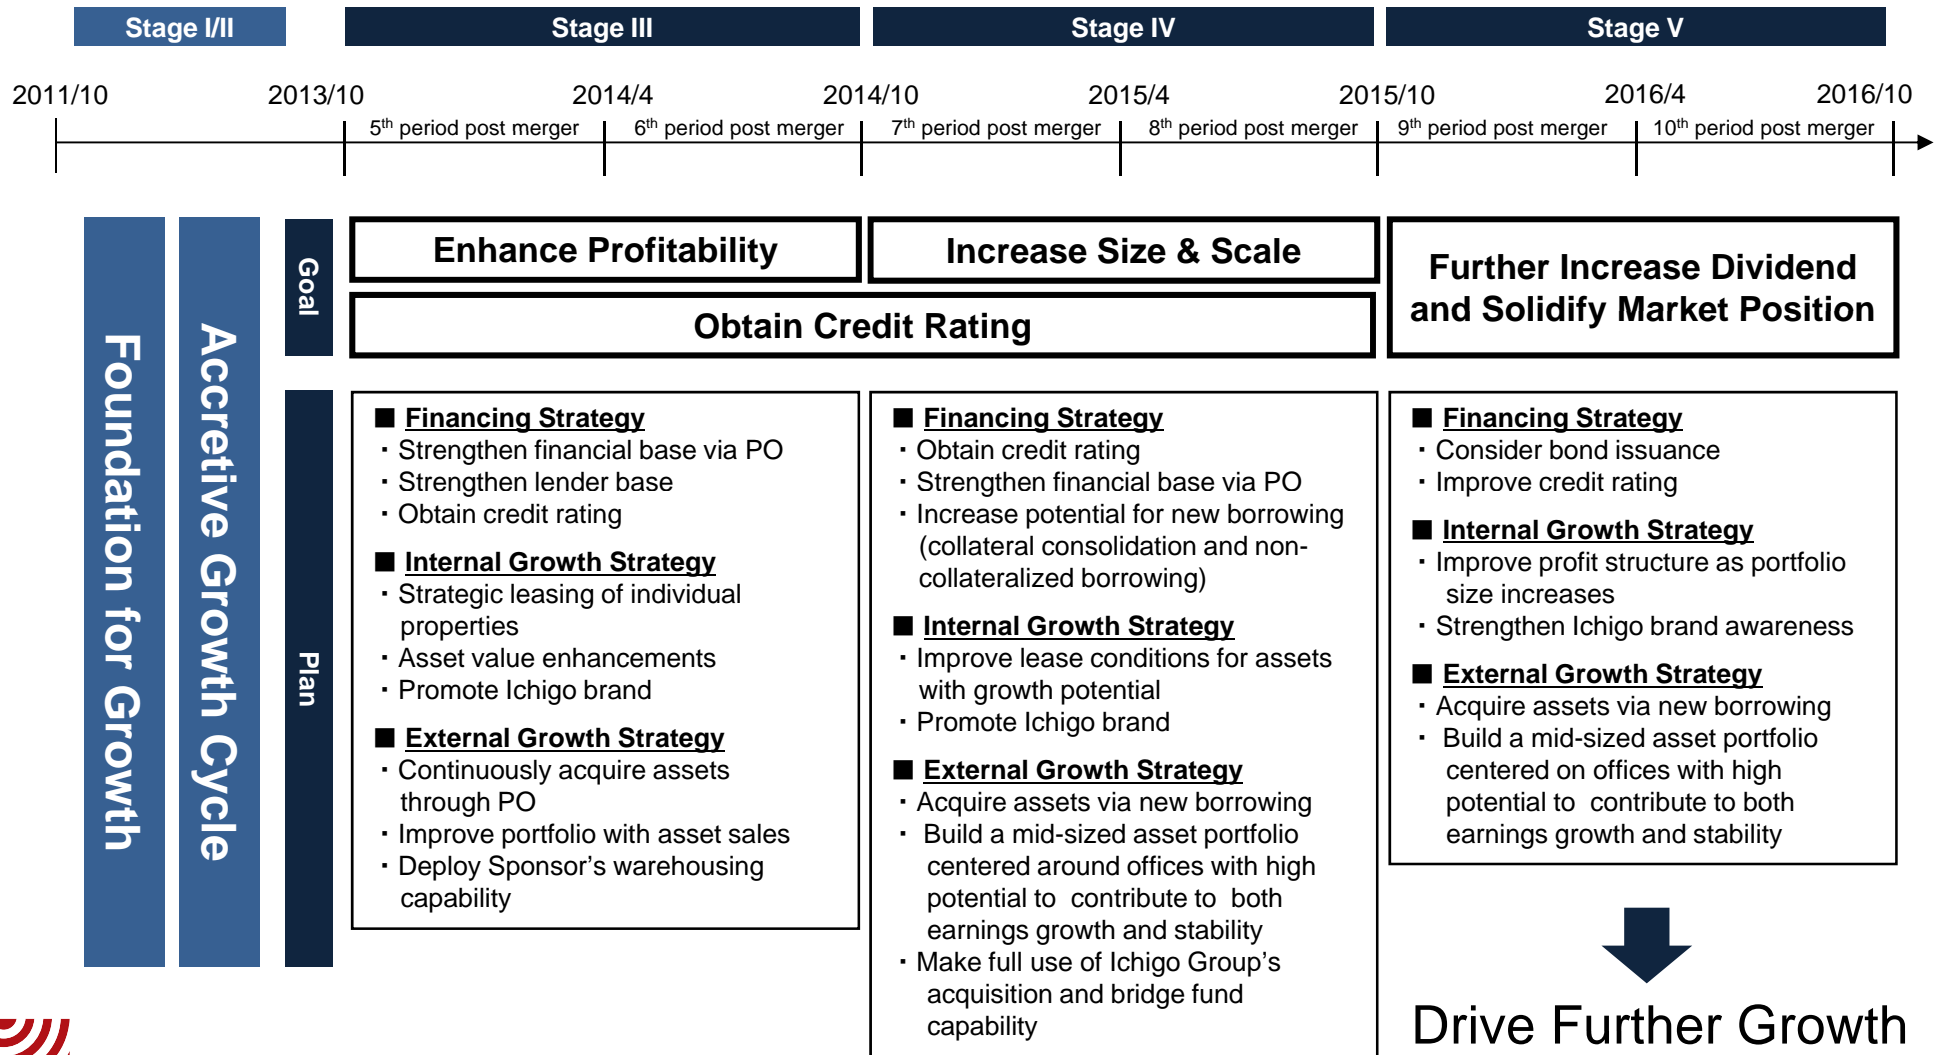 Stage I/II
Stage III
Stage IV
Stage V
2011/10
2013/10
2014/4
2014/10
2015/4
2015/10
2016/4
2016/10
5th period post merger
6th period post merger
7th period post merger
8th period post merger
9th period post merger
10th period post merger
Foundation for Growth
Accretive Growth Cycle
Goal
Enhance Profitability
Increase Size & Scale
Obtain Credit Rating
Further Increase Dividend
and Solidify Market Position
Plan
■ Financing Strategy
・Strengthen financial base via PO
・Strengthen lender base
・Obtain credit rating
■ Internal Growth Strategy
・Strategic leasing of individual
properties
・Asset value enhancements
・Promote Ichigo brand
■ External Growth Strategy
・Continuously acquire assets
through PO
・Improve portfolio with asset sales
・Deploy Sponsor's warehousing
capability
■ Financing Strategy
・Obtain credit rating
・Strengthen financial base via PO
・Increase potential for new borrowing
(collateral consolidation and non-
collateralized borrowing)
■ Internal Growth Strategy
・Improve lease conditions for assets
with growth potential
・Promote Ichigo brand
■ External Growth Strategy
・Acquire assets via new borrowing
・Build a mid-sized asset portfolio
centered around offices with high
potential to contribute to both
earnings growth and stability
・Make full use of Ichigo Group's
acquisition and bridge fund
capability
■ Financing Strategy
・Consider bond issuance
・Improve credit rating
■ Internal Growth Strategy
・Improve profit structure as portfolio
size increases
・Strengthen Ichigo brand awareness
■ External Growth Strategy
・Acquire assets via new borrowing
・Build a mid-sized asset portfolio
centered on offices with high
potential to contribute to both
earnings growth and stability
Drive Further Growth